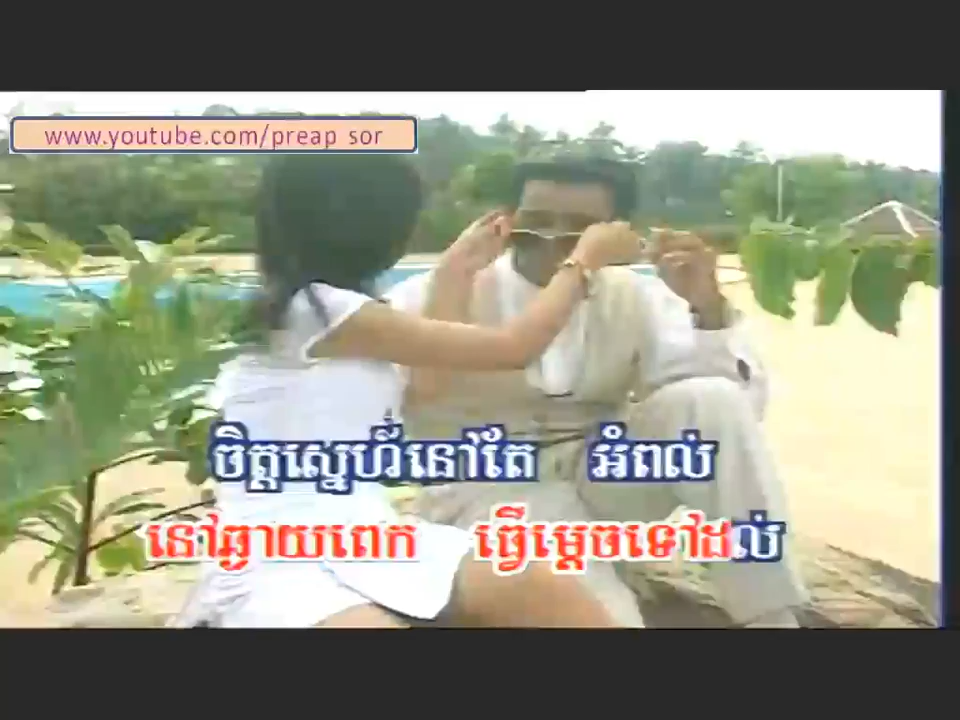 www.youtube.com/preap sor
ចិត្តស្នេហ៍នៅតែ អំពល់
នៅឆ្ងាយពេក ធ្វើម្ដេចទៅដល់